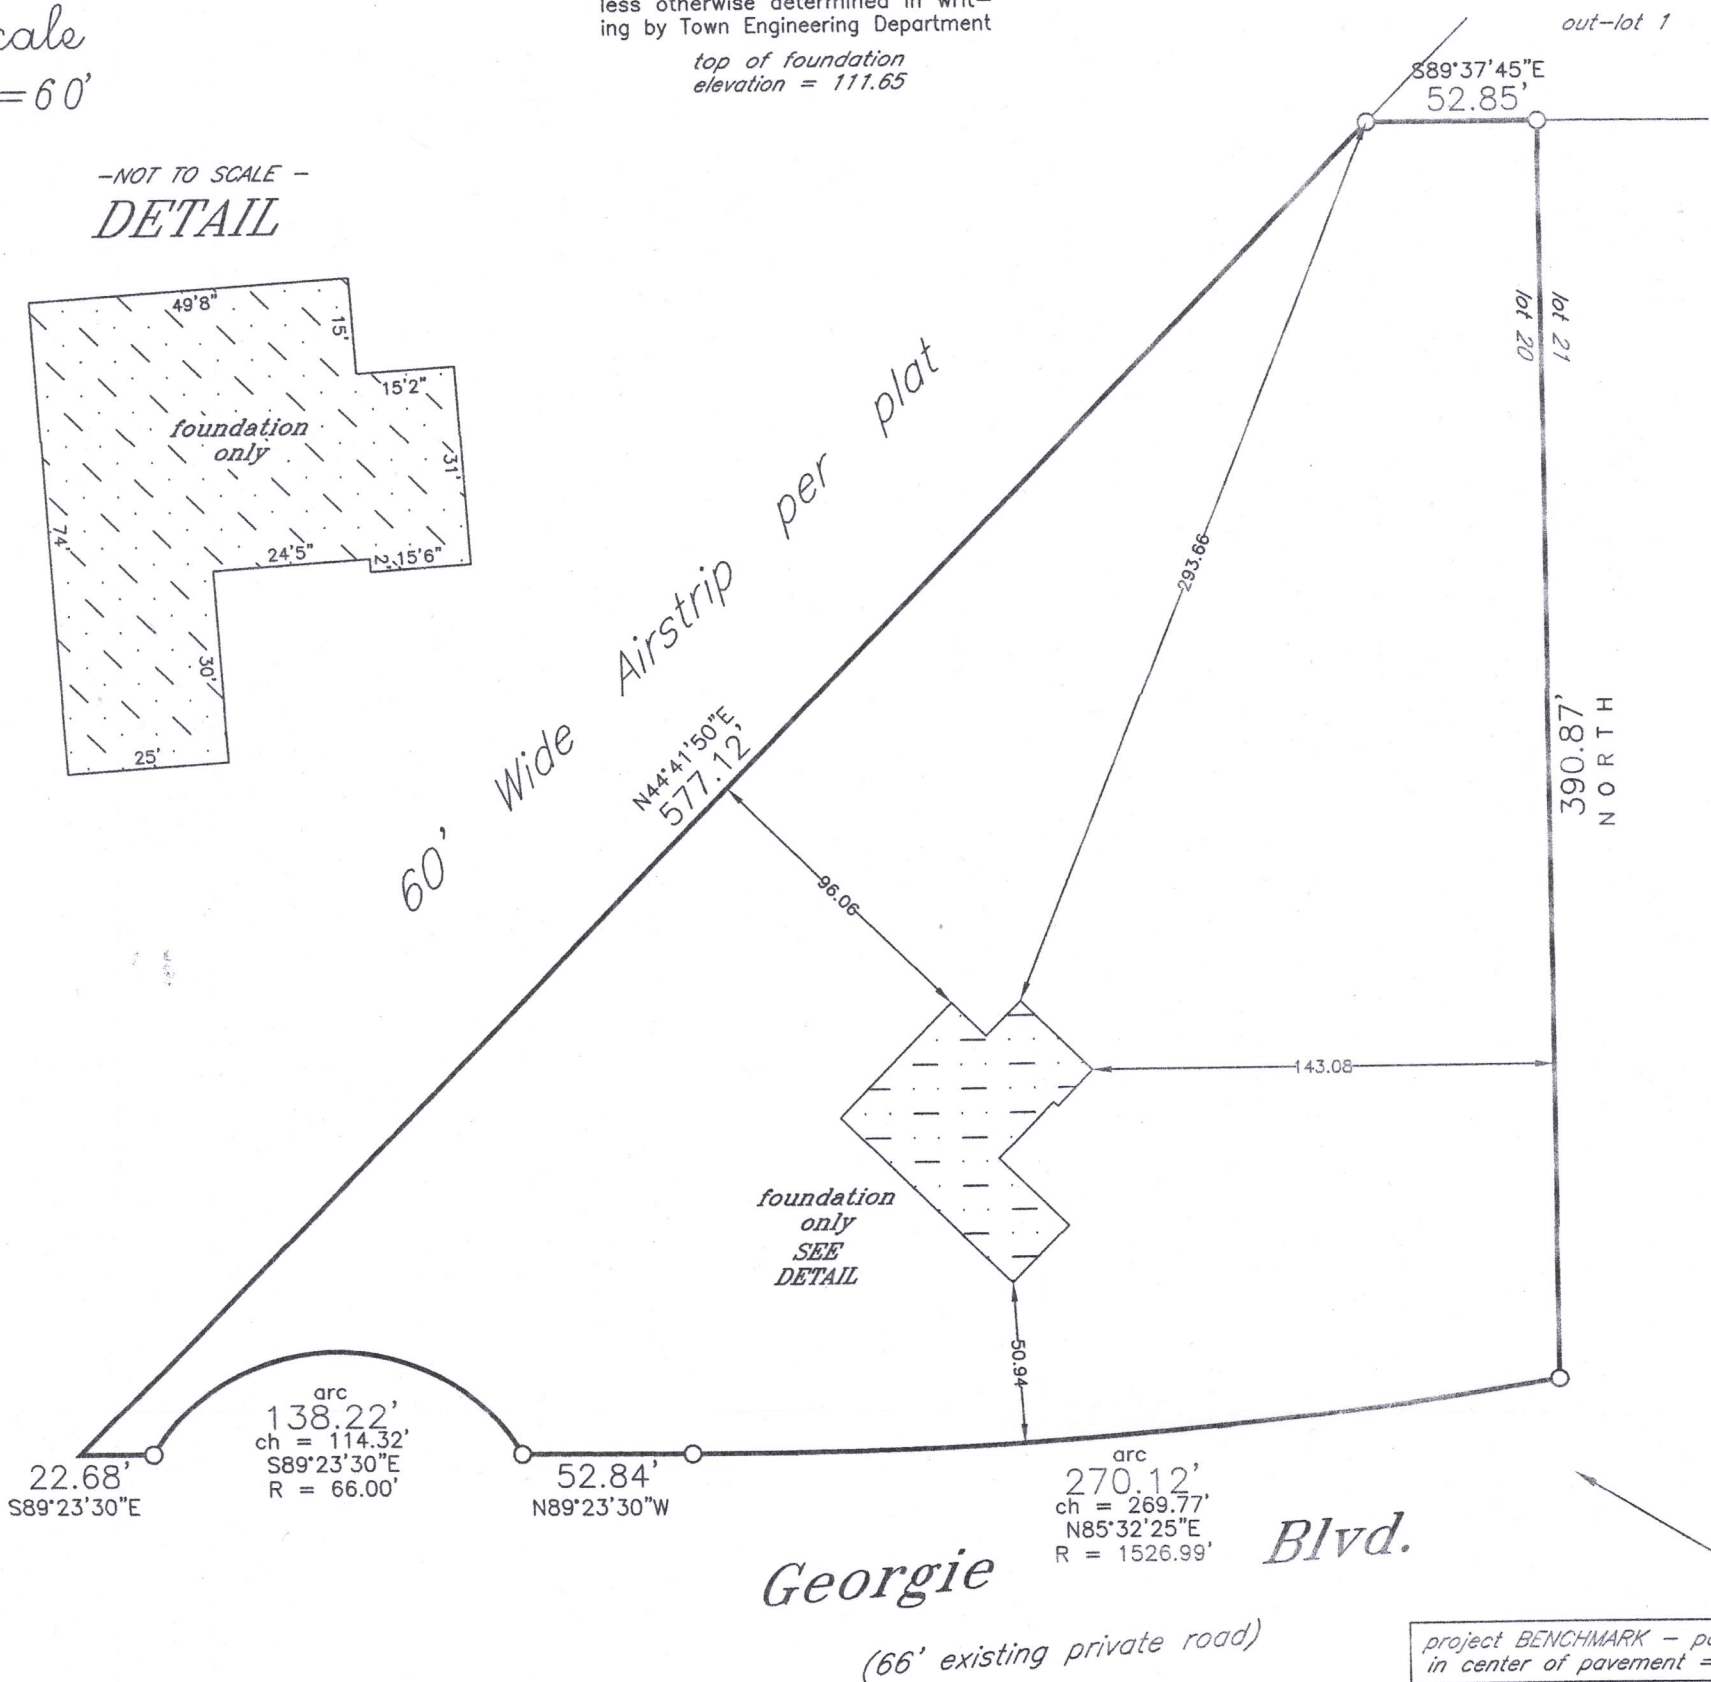 =60'
less otherwise determined in writ-
ing by Town Engineering Department
top of foundation
elevation = 111.65
out-lot 1
S89°37'45"E
52.85'
-NOT TO SCALE -
DETAIL
49'8"
15'
15'2"
foundation
only
31'
74'
24'5"
2'
15'6"
30'
25'
lot 20
lot 21
60' Wide Airstrip per plat
N44°41'50"E
577.12'
293.66
96.06
390.87'
NORTH
143.08
foundation
only
SEE
DETAIL
50.94
22.68'
S89°23'30"E
arc
138.22'
ch = 114.32'
S89°23'30"E
R = 66.00'
52.84'
N89°23'30"W
arc
270.12'
ch = 269.77'
N85°32'25"E
R = 1526.99'
Georgie Blvd.
(66' existing private road)
project BENCHMARK -
in center of pavement =